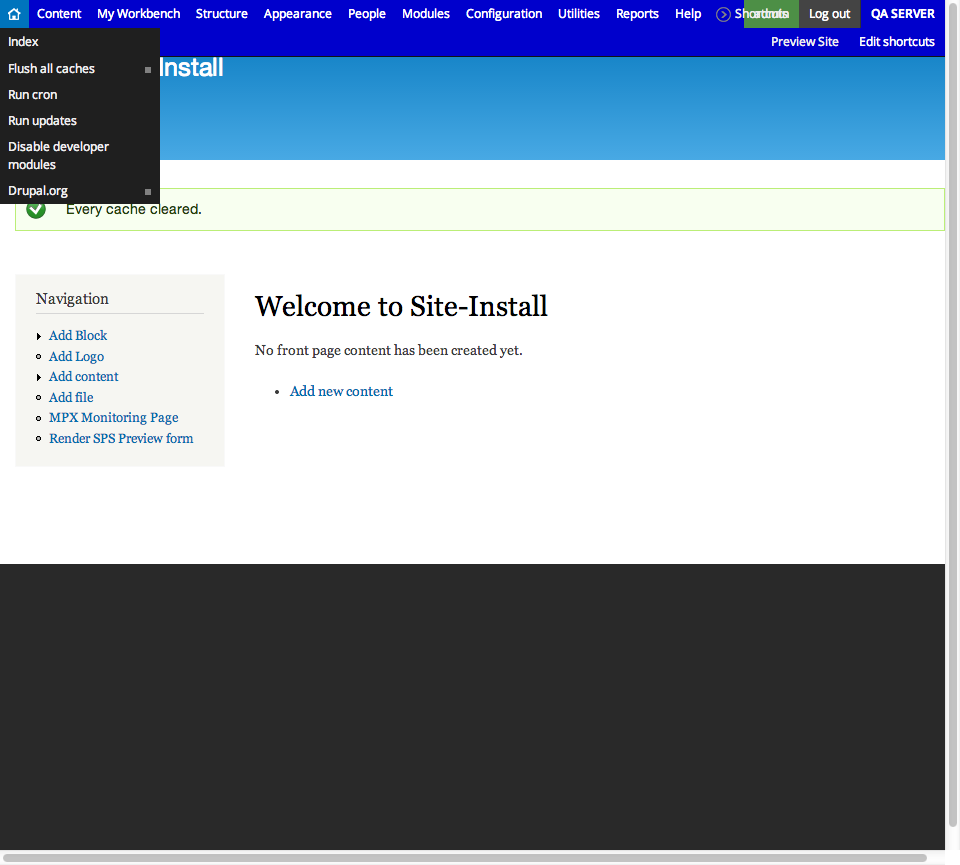 Content My Workbench Structure Appearance People Modules Configuration Utilities Reports Help Shortcuts Log out QA SERVER
Preview Site Edit shortcuts
Index
Flush all caches
Run cron
Run updates
Disable developer
modules
Drupal.org
Install
Every cache cleared.
Navigation
Add Block
Add Logo
Add content
Add file
MPX Monitoring Page
Render SPS Preview form
Welcome to Site-Install
No front page content has been created yet.
Add new content